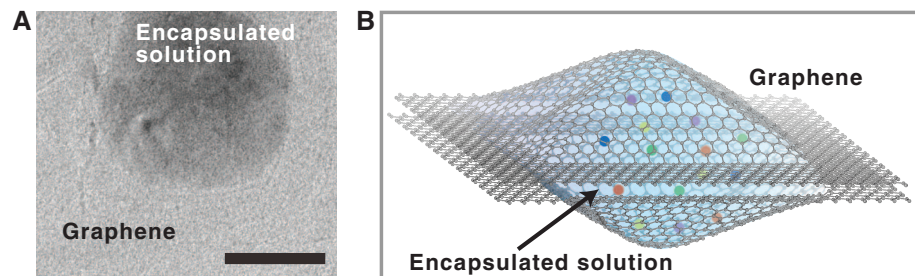 A
Encapsulated
solution
Graphene
B
Graphene
Encapsulated solution